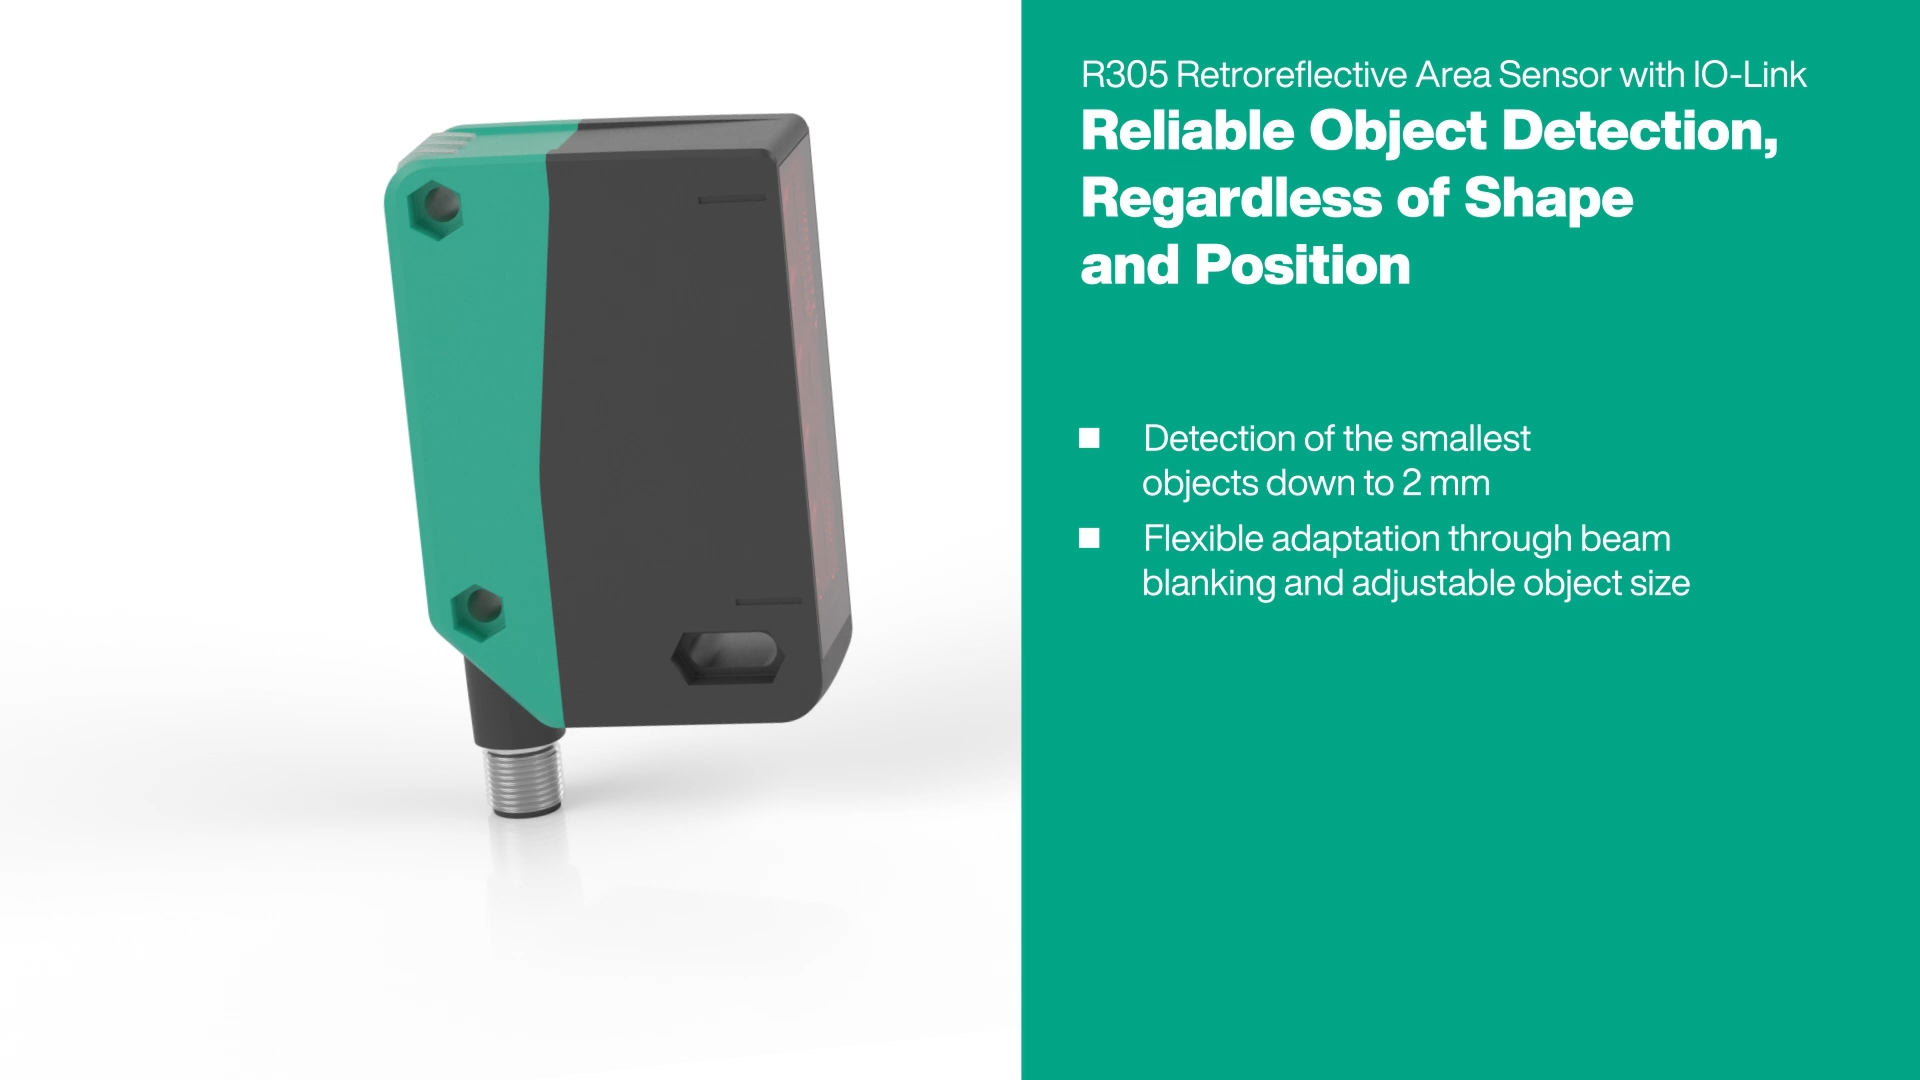 R305 Retroreflective Area Sensor with IO-Link
Reliable Object Detection,
Regardless of Shape
and Position
Detection of the smallest
objects down to 2 mm
Flexible adaptation through beam
blanking and adjustable object size